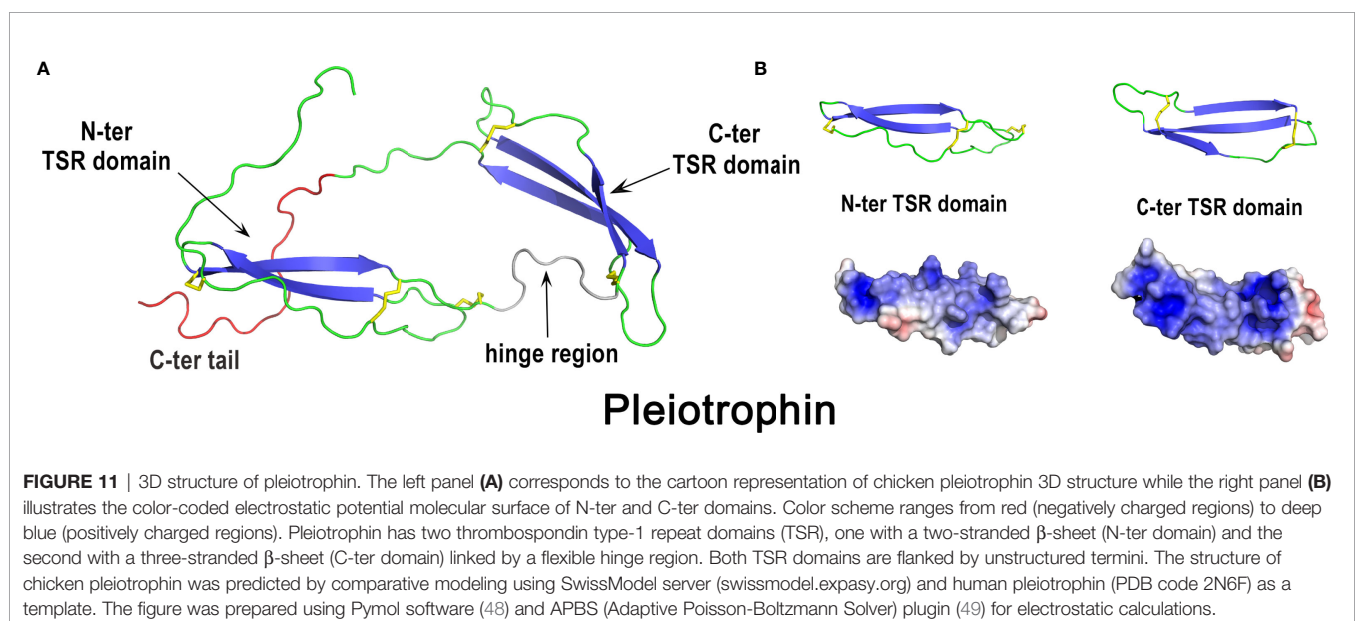 A
B
N-ter
TSR domain
C-ter
TSR domain
C-ter tail
hinge region
N-ter TSR domain
C-ter TSR domain
Pleiotrophin
FIGURE 11 | 3D structure of pleiotrophin. The left panel (A) corresponds to the cartoon representation of chicken pleiotrophin 3D structure while the right panel (B)
illustrates the color-coded electrostatic potential molecular surface of N-ter and C-ter domains. Color scheme ranges from red (negatively charged regions) to deep
blue (positively charged regions). Pleiotrophin has two thrombospondin type-1 repeat domains (TSR), one with a two-stranded β-sheet (N-ter domain) and the
second with a three-stranded β-sheet (C-ter domain) linked by a flexible hinge region. Both TSR domains are flanked by unstructured termini. The structure of
chicken pleiotrophin was predicted by comparative modeling using SwissModel server (swissmodel.expasy.org) and human pleiotrophin (PDB code 2N6F) as a
template. The figure was prepared using Pymol software (48) and APBS (Adaptive Poisson-Boltzmann Solver) plugin (49) for electrostatic calculations.